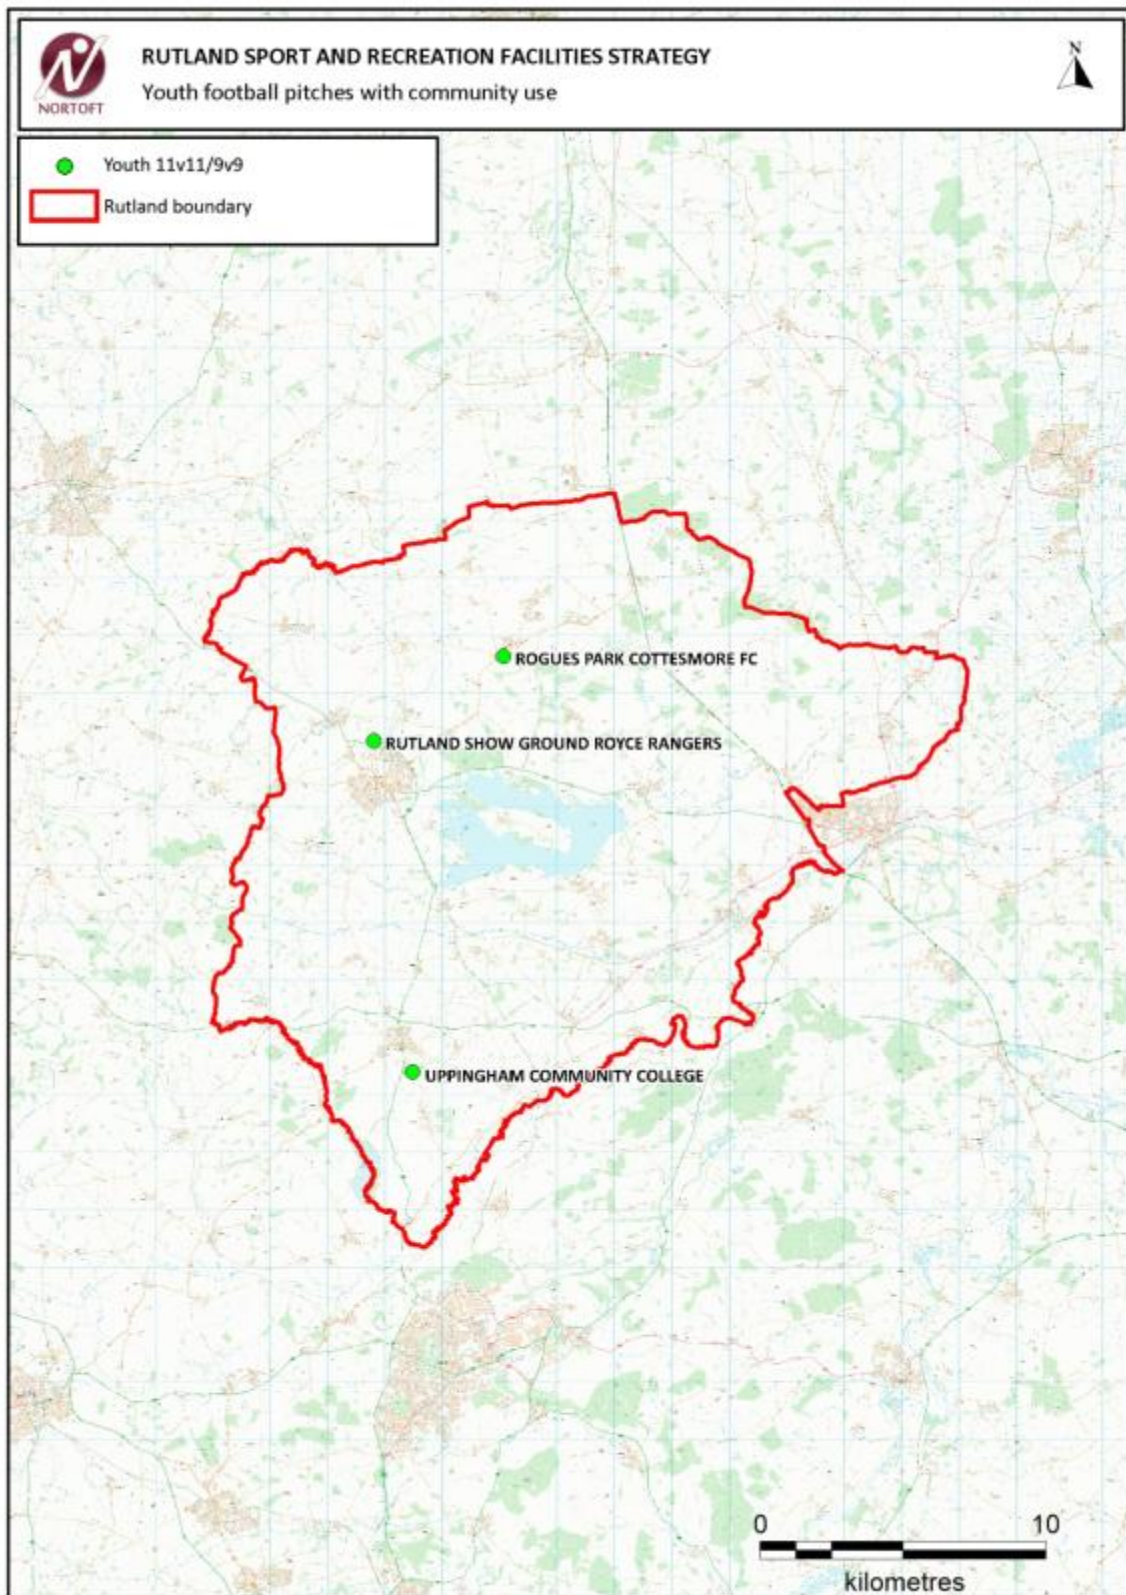 RUTLAND SPORT AND RECREATION FACILITIES STRATEGY
Youth football pitches with community use
NORTOFT
N
Youth 11v11/9v9
Rutland boundary
ROGUES PARK COTTESMORE FC
RUTLAND SHOW GROUND ROYCE RANGERS
UPPINGHAM COMMUNITY COLLEGE
0 10
kilometres